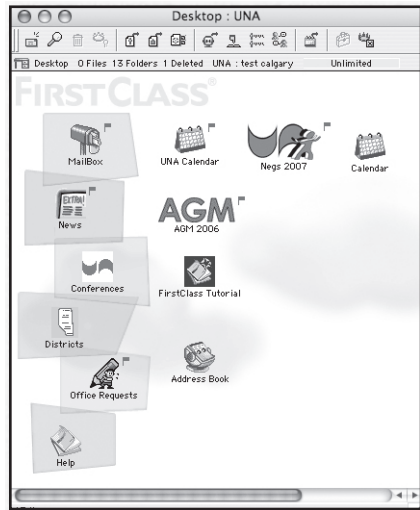 Desktop : UNA
Desktop 0 Files 13 Folders 1 Deleted UNA : test calgary Unlimited
FIRSTCLASS®
MailBox
UNA Calendar
Negs 2007
Calendar
EXTRA!
News
AGM
AGM 2006
Conferences
FirstClass Tutorial
Districts
Office Requests
Address Book
Help